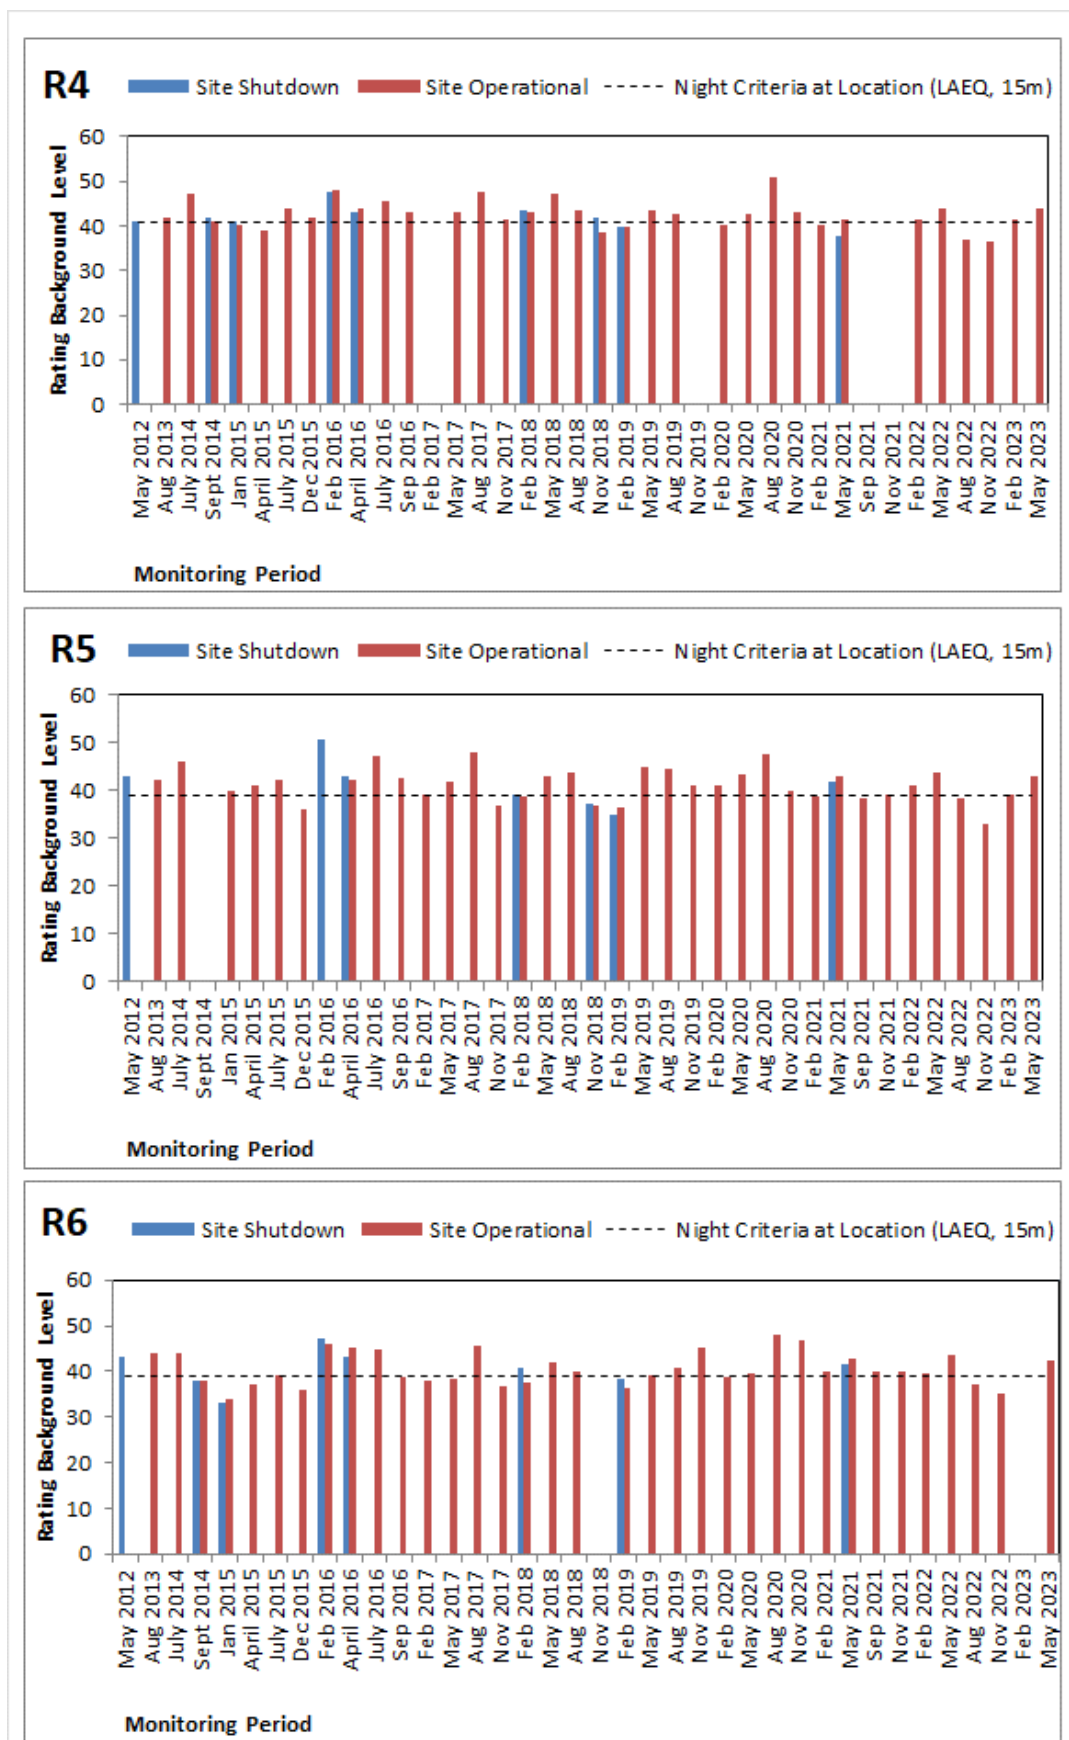 R4 Site Shutdown Site Operational Night Criteria at Location (LAEQ, 15m)
Rating Background Level
60
50
40
30
20
10
0
May 2012
Aug 2013
July 2014
Sept 2014
Jan 2015
April 2015
July 2015
Dec 2015
Feb 2016
April 2016
July 2016
Sep 2016
Feb 2017
May 2017
Aug 2017
Nov 2017
Feb 2018
May 2018
Aug 2018
Nov 2018
Feb 2019
May 2019
Aug 2019
Nov 2019
Feb 2020
May 2020
Aug 2020
Nov 2020
Feb 2021
May 2021
Sep 2021
Nov 2021
Feb 2022
May 2022
Aug 2022
Nov 2022
Feb 2023
May 2023
Monitoring Period
R5 Site Shutdown Site Operational Night Criteria at Location (LAEQ, 15m)
Rating Background Level
60
50
40
30
20
10
0
May 2012
Aug 2013
July 2014
Sept 2014
Jan 2015
April 2015
July 2015
Dec 2015
Feb 2016
April 2016
July 2016
Sep 2016
Feb 2017
May 2017
Aug 2017
Nov 2017
Feb 2018
May 2018
Aug 2018
Nov 2018
Feb 2019
May 2019
Aug 2019
Nov 2019
Feb 2020
May 2020
Aug 2020
Nov 2020
Feb 2021
May 2021
Sep 2021
Nov 2021
Feb 2022
May 2022
Aug 2022
Nov 2022
Feb 2023
May 2023
Monitoring Period
R6 Site Shutdown Site Operational Night Criteria at Location (LAEQ, 15m)
Rating Background Level
60
50
40
30
20
10
0
May 2012
Aug 2013
July 2014
Sept 2014
Jan 2015
April 2015
July 2015
Dec 2015
Feb 2016
April 2016
July 2016
Sep 2016
Feb 2017
May 2017
Aug 2017
Nov 2017
Feb 2018
May 2018
Aug 2018
Nov 2018
Feb 2019
May 2019
Aug 2019
Nov 2019
Feb 2020
May 2020
Aug 2020
Nov 2020
Feb 2021
May 2021
Sep 2021
Nov 2021
Feb 2022
May 2022
Aug 2022
Nov 2022
Feb 2023
May 2023
Monitoring Period